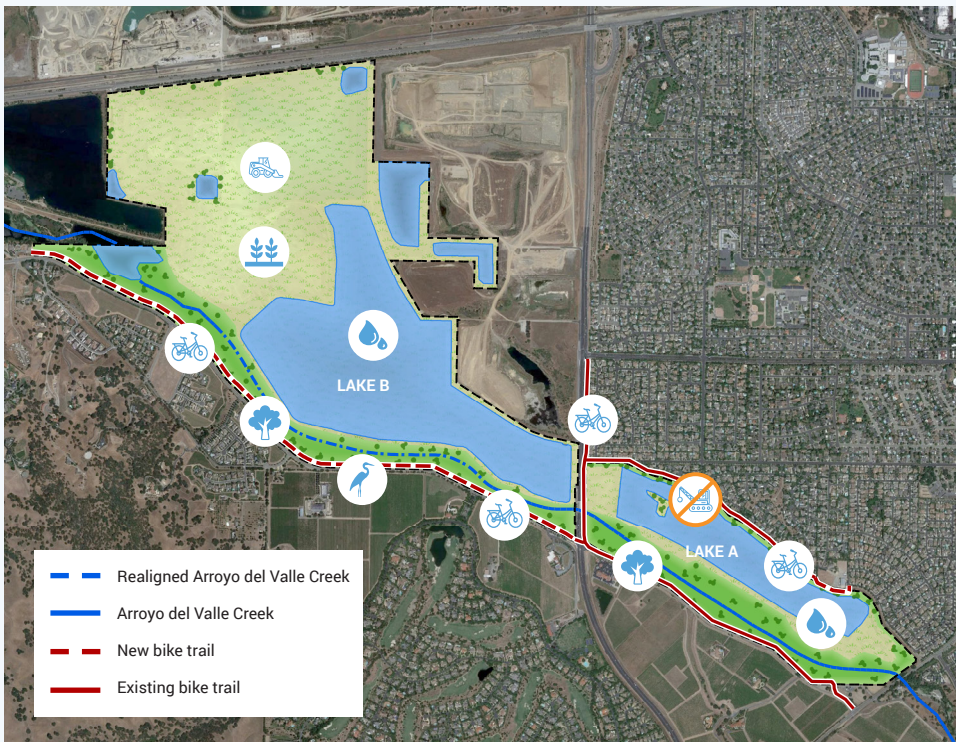 LAKE B
LAKE A
Realigned Arroyo del Valle Creek
Arroyo del Valle Creek
New bike trail
Existing bike trail